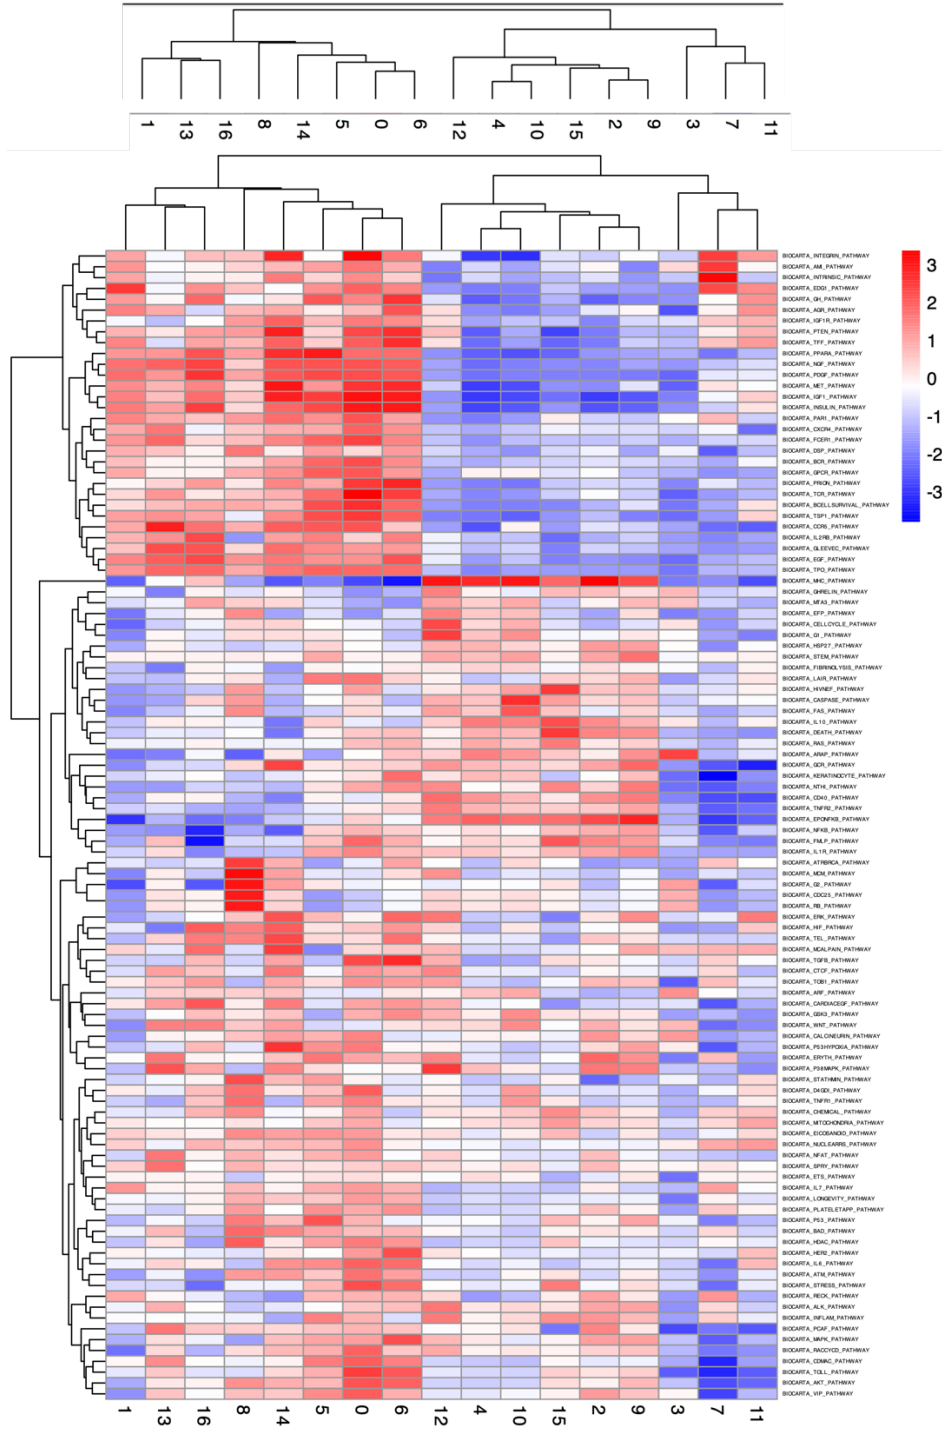 1 13 16 8 14 5 0 6 12 4 10 15 2 9 3 7 11
BIOCARTA_INTEGRIN_PATHWAY
BIOCARTA_AMI_PATHWAY
BIOCARTA_INTRINSIC_PATHWAY
BIOCARTA_EDG1_PATHWAY
BIOCARTA_GH_PATHWAY
BIOCARTA_AGR_PATHWAY
BIOCARTA_IGF1R_PATHWAY
BIOCARTA_PTEN_PATHWAY
BIOCARTA_TFF_PATHWAY
BIOCARTA_PPARA_PATHWAY
BIOCARTA_NGF_PATHWAY
BIOCARTA_PDGF_PATHWAY
BIOCARTA_MET_PATHWAY
BIOCARTA_IGF1_PATHWAY
BIOCARTA_INSULIN_PATHWAY
BIOCARTA_PAR1_PATHWAY
BIOCARTA_CXCR4_PATHWAY
BIOCARTA_FCER1_PATHWAY
BIOCARTA_DSP_PATHWAY
BIOCARTA_BCR_PATHWAY
BIOCARTA_GPCR_PATHWAY
BIOCARTA_PRION_PATHWAY
BIOCARTA_TCR_PATHWAY
BIOCARTA_BCELLSURVIVAL_PATHWAY
BIOCARTA_TSP1_PATHWAY
BIOCARTA_CCR5_PATHWAY
BIOCARTA_IL2RB_PATHWAY
BIOCARTA_GLEEVEC_PATHWAY
BIOCARTA_EGF_PATHWAY
BIOCARTA_TPO_PATHWAY
BIOCARTA_MHC_PATHWAY
BIOCARTA_GHRELIN_PATHWAY
BIOCARTA_MTA3_PATHWAY
BIOCARTA_EFP_PATHWAY
BIOCARTA_CELLCYCLE_PATHWAY
BIOCARTA_G1_PATHWAY
BIOCARTA_HSP27_PATHWAY
BIOCARTA_STEM_PATHWAY
BIOCARTA_FIBRINOLYSIS_PATHWAY
BIOCARTA_LAIR_PATHWAY
BIOCARTA_HIVNEF_PATHWAY
BIOCARTA_CASPASE_PATHWAY
BIOCARTA_FAS_PATHWAY
BIOCARTA_IL10_PATHWAY
BIOCARTA_DEATH_PATHWAY
BIOCARTA_RAS_PATHWAY
BIOCARTA_ARAP_PATHWAY
BIOCARTA_GCR_PATHWAY
BIOCARTA_KERATINOCYTE_PATHWAY
BIOCARTA_NTHI_PATHWAY
BIOCARTA_CD40_PATHWAY
BIOCARTA_TNFR2_PATHWAY
BIOCARTA_EPONFKB_PATHWAY
BIOCARTA_NFKB_PATHWAY
BIOCARTA_FMLP_PATHWAY
BIOCARTA_IL1R_PATHWAY
BIOCARTA_ATRBRCA_PATHWAY
BIOCARTA_MCM_PATHWAY
BIOCARTA_G2_PATHWAY
BIOCARTA_CDC25_PATHWAY
BIOCARTA_RB_PATHWAY
BIOCARTA_ERK_PATHWAY
BIOCARTA_HIF_PATHWAY
BIOCARTA_TEL_PATHWAY
BIOCARTA_MCALPAIN_PATHWAY
BIOCARTA_TGFB_PATHWAY
BIOCARTA_CTCF_PATHWAY
BIOCARTA_TOB1_PATHWAY
BIOCARTA_ARF_PATHWAY
BIOCARTA_CARDIACEGF_PATHWAY
BIOCARTA_GSK3_PATHWAY
BIOCARTA_WNT_PATHWAY
BIOCARTA_CALCINEURIN_PATHWAY
BIOCARTA_P53HYPOXIA_PATHWAY
BIOCARTA_ERYTH_PATHWAY
BIOCARTA_P38MAPK_PATHWAY
BIOCARTA_STATHMIN_PATHWAY
BIOCARTA_D4GDI_PATHWAY
BIOCARTA_TNFR1_PATHWAY
BIOCARTA_CHEMICAL_PATHWAY
BIOCARTA_MITOCHONDRIA_PATHWAY
BIOCARTA_EICOSANOID_PATHWAY
BIOCARTA_NUCLEARRS_PATHWAY
BIOCARTA_NFAT_PATHWAY
BIOCARTA_SPRY_PATHWAY
BIOCARTA_ETS_PATHWAY
BIOCARTA_IL7_PATHWAY
BIOCARTA_LONGEVITY_PATHWAY
BIOCARTA_PLATELETAPP_PATHWAY
BIOCARTA_P53_PATHWAY
BIOCARTA_BAD_PATHWAY
BIOCARTA_HDAC_PATHWAY
BIOCARTA_HER2_PATHWAY
BIOCARTA_IL6_PATHWAY
BIOCARTA_ATM_PATHWAY
BIOCARTA_STRESS_PATHWAY
BIOCARTA_RECK_PATHWAY
BIOCARTA_ALK_PATHWAY
BIOCARTA_INFLAM_PATHWAY
BIOCARTA_PCAF_PATHWAY
BIOCARTA_MAPK_PATHWAY
BIOCARTA_RACCYCD_PATHWAY
BIOCARTA_CDMAC_PATHWAY
BIOCARTA_TOLL_PATHWAY
BIOCARTA_AKT_PATHWAY
BIOCARTA_VIP_PATHWAY
3
2
1
0
-1
-2
-3
1 13 16 8 14 5 0 6 12 4 10 15 2 9 3 7 11